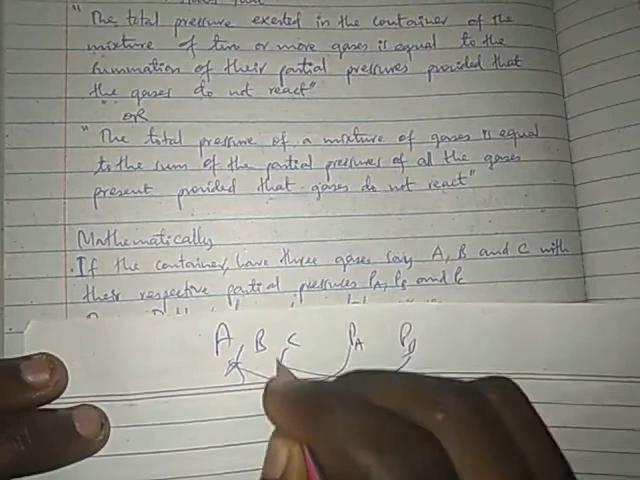 "The total pressure exerted in the container of the
mixture of two or more gases is equal to the
summation of their partial pressures provided that
the gases do not react"
OR
"The total pressure of a mixture of gases is equal
to the sum of the partial pressures of all the gases
present provided that gases do not react"
Mathematically
. If the container, have three gases say A, B and C with
their respective partial pressures PA, PB and PC
A, B C PA PB